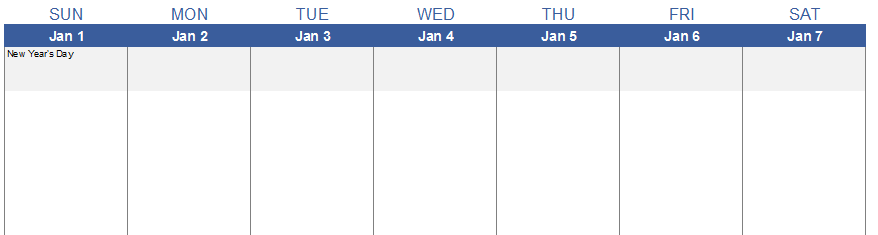 SUN MON TUE WED THU FRI SAT
Jan 1 Jan 2 Jan 3 Jan 4 Jan 5 Jan 6 Jan 7
New Year's Day